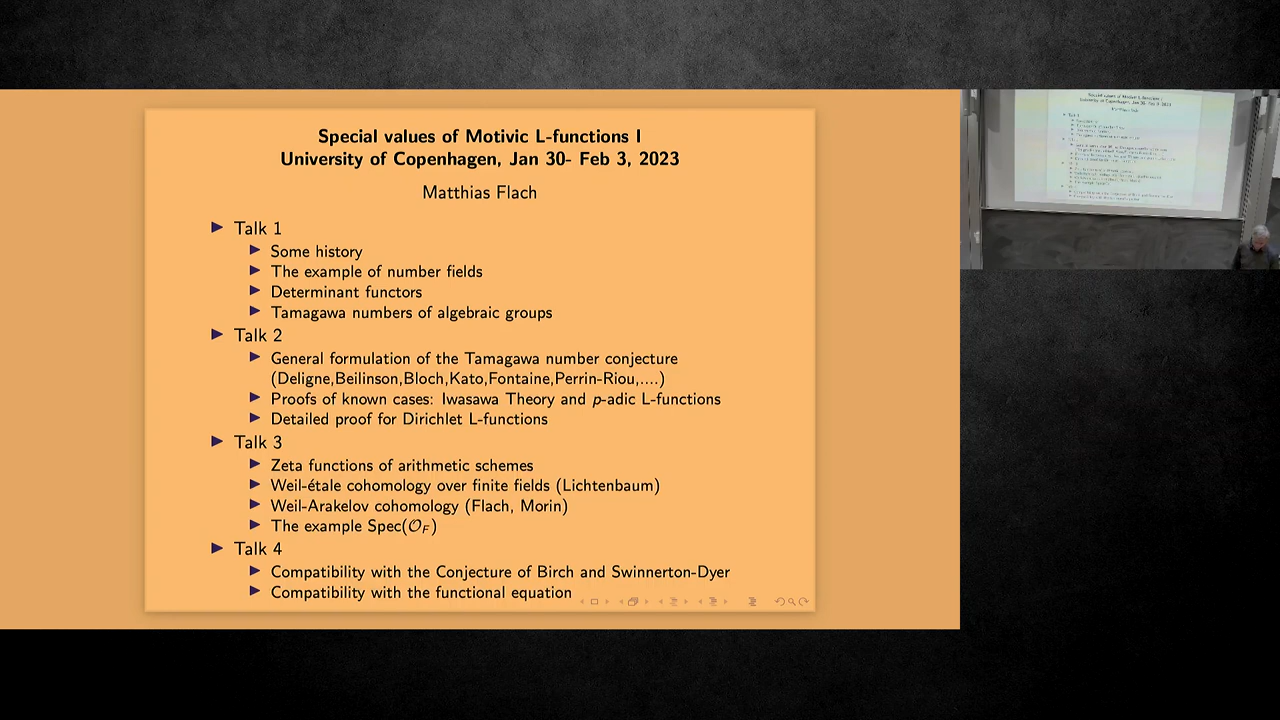 Special values of Motivic L-functions I
University of Copenhagen, Jan 30- Feb 3, 2023
Matthias Flach
Talk 1
Some history
The example of number fields
Determinant functors
Tamagawa numbers of algebraic groups
Talk 2
General formulation of the Tamagawa number conjecture
(Deligne,Beilinson,Bloch,Kato,Fontaine,Perrin-Riou,....)
Proofs of known cases: Iwasawa Theory and p-adic L-functions
Detailed proof for Dirichlet L-functions
Talk 3
Zeta functions of arithmetic schemes
Weil-étale cohomology over finite fields (Lichtenbaum)
Weil-Arakelov cohomology (Flach, Morin)
The example Spec(𝒪_F)
Talk 4
Compatibility with the Conjecture of Birch and Swinnerton-Dyer
Compatibility with the functional equation